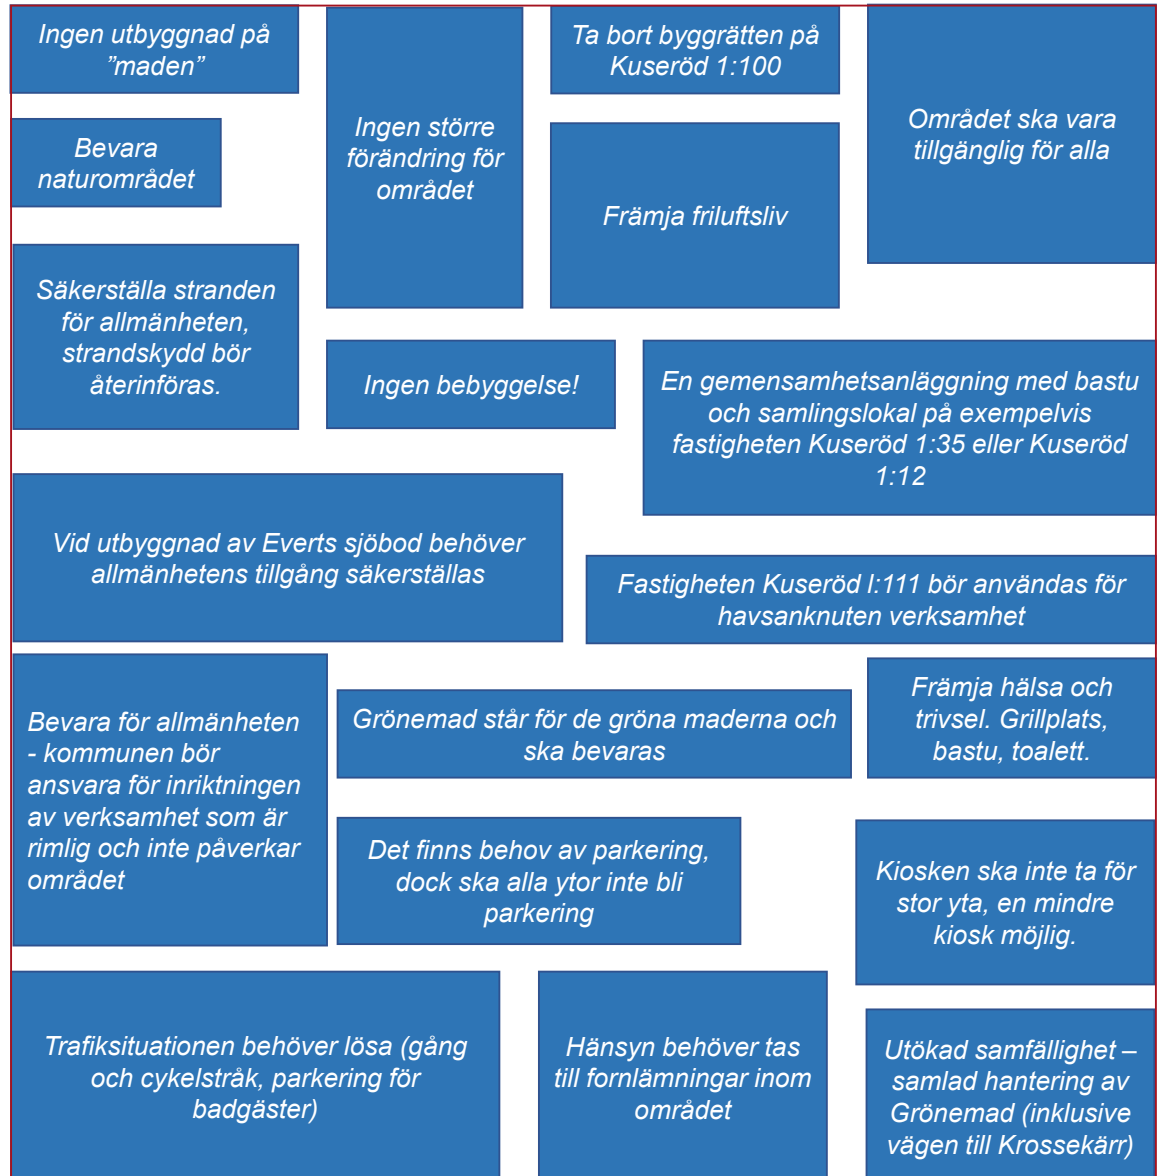 Ingen utbyggnad på
”maden”
Ingen större
förändring för
området
Ta bort byggrätten på
Kuseröd 1:100
Området ska vara
tillgänglig för alla
Bevara
naturområdet
Främja friluftsliv
Säkerställa stranden
för allmänheten,
strandskydd bör
återinföras.
Ingen bebyggelse!
En gemensamhetsanläggning med bastu
och samlingslokal på exempelvis
fastigheten Kuseröd 1:35 eller Kuseröd
1:12
Vid utbyggnad av Everts sjöbod behöver
allmänhetens tillgång säkerställas
Fastigheten Kuseröd l:111 bör användas för
havsanknuten verksamhet
Bevara för allmänheten
- kommunen bör
ansvara för inriktningen
av verksamhet som är
rimlig och inte påverkar
området
Grönemad står för de gröna maderna och
ska bevaras
Främja hälsa och
trivsel. Grillplats,
bastu, toalett.
Det finns behov av parkering,
dock ska alla ytor inte bli
parkering
Kiosken ska inte ta för
stor yta, en mindre
kiosk möjlig.
Trafiksituationen behöver lösa (gång
och cykelstråk, parkering för
badgäster)
Hänsyn behöver tas
till fornlämningar inom
området
Utökad samfällighet –
samlad hantering av
Grönemad (inklusive
vägen till Krossekärr)